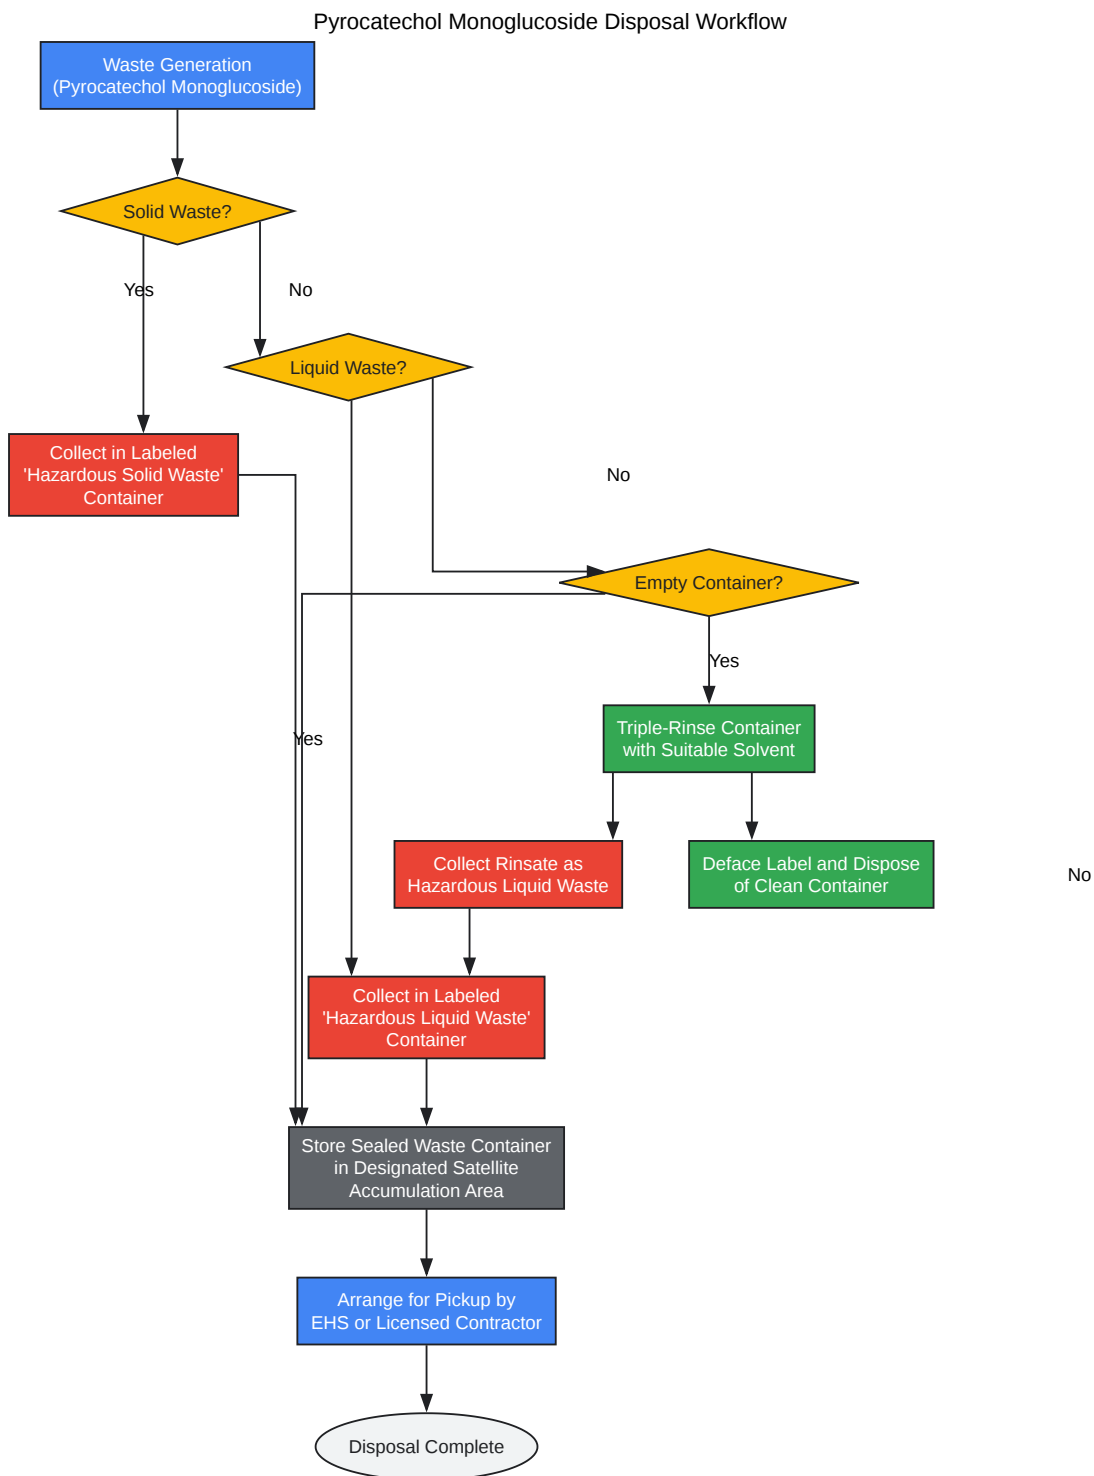 Pyrocatechol Monoglucoside Disposal Workflow
Waste Generation
(Pyrocatechol Monoglucoside)
Solid Waste?
Yes
No
Liquid Waste?
Collect in Labeled
'Hazardous Solid Waste'
Container
No
Empty Container?
Yes
Triple-Rinse Container
with Suitable Solvent
Yes
Collect Rinsate as
Hazardous Liquid Waste
Deface Label and Dispose
of Clean Container
No
Collect in Labeled
'Hazardous Liquid Waste'
Container
Store Sealed Waste Container
in Designated Satellite
Accumulation Area
Arrange for Pickup by
EHS or Licensed Contractor
Disposal Complete